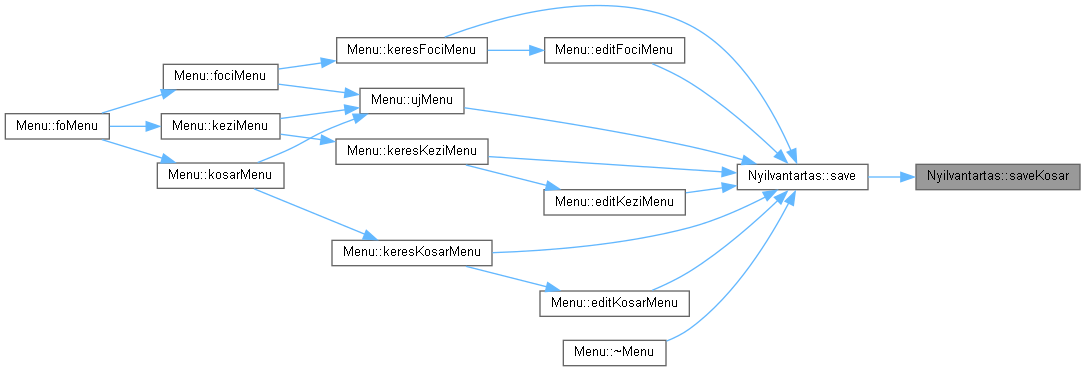 Menu::keresFociMenu
Menu::editFociMenu
Menu::fociMenu
Menu::ujMenu
Menu::foMenu
Menu::keziMenu
Menu::keresKeziMenu
Menu::kosarMenu
Nyilvantartas::save
Nyilvantartas::saveKosar
Menu::editKeziMenu
Menu::keresKosarMenu
Menu::editKosarMenu
Menu::~Menu